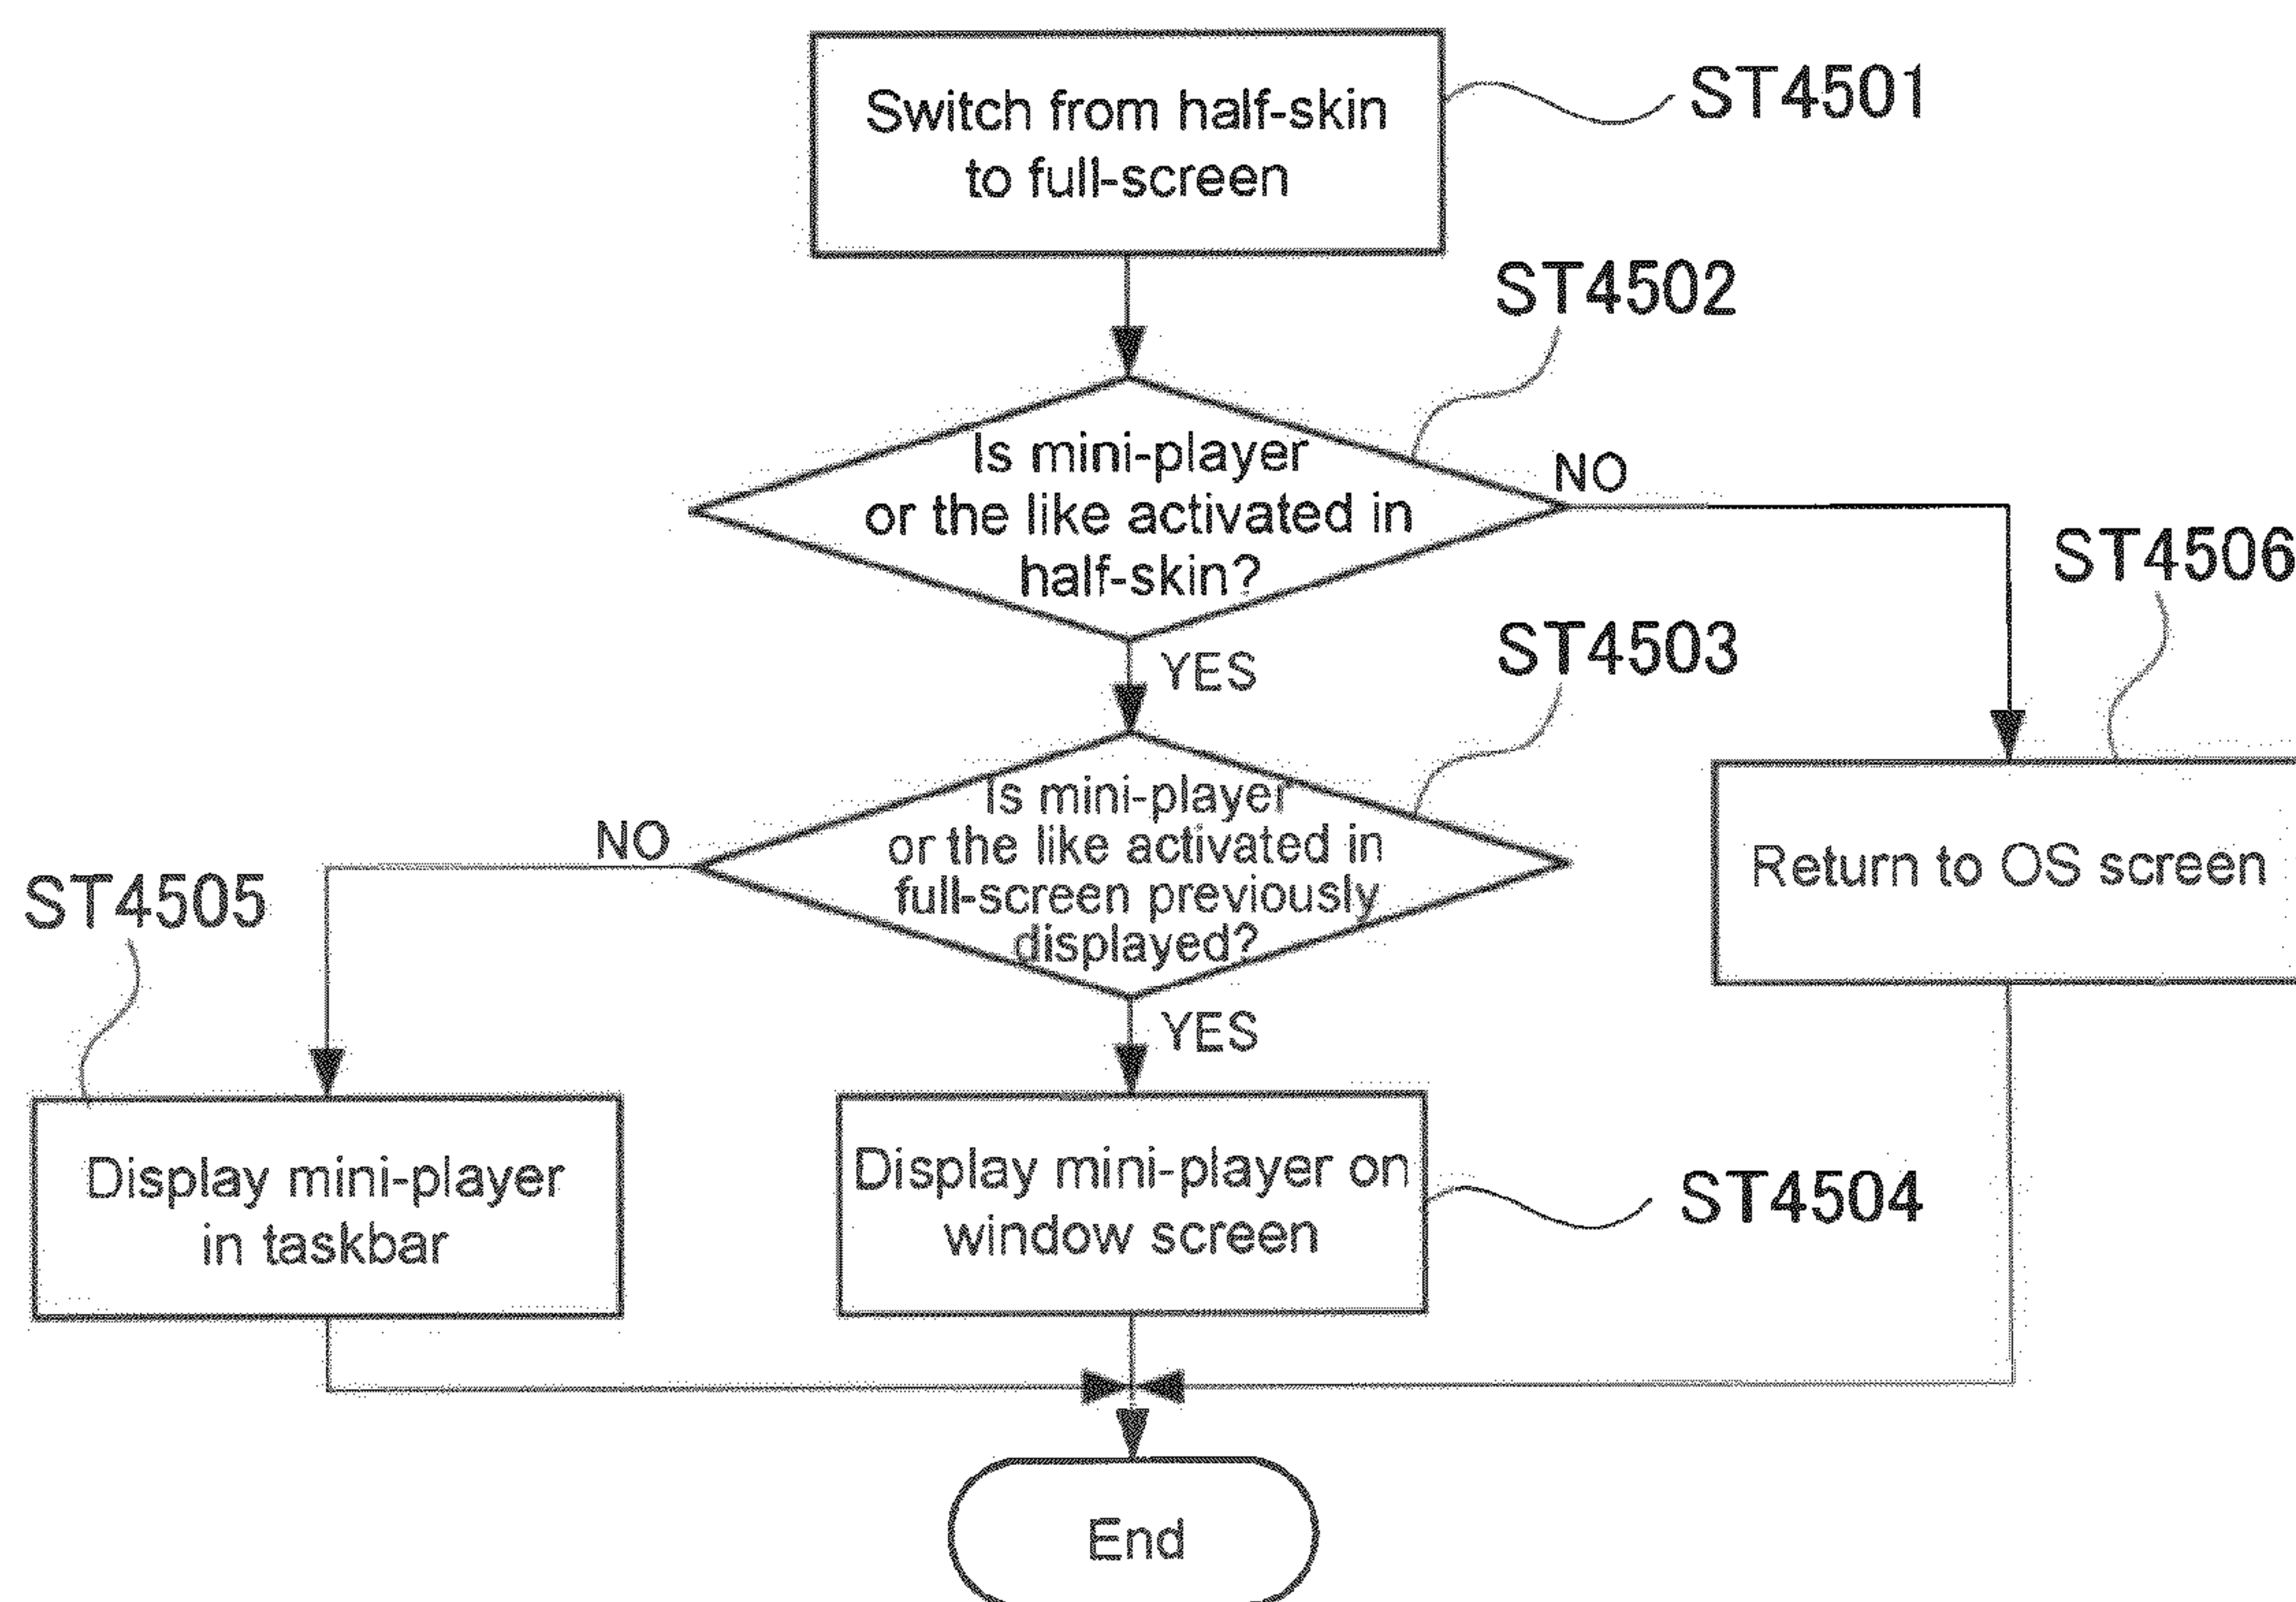 Switch from half-skin
to full-screen
ST4501
ST4502
Is mini-player
or the like activated in
half-skin?
NO
ST4506
YES
ST4503
Is mini-player
or the like activated in
full-screen previously
displayed?
NO
Return to OS screen
ST4505
YES
Display mini-player
in taskbar
Display mini-player on
window screen
ST4504
End